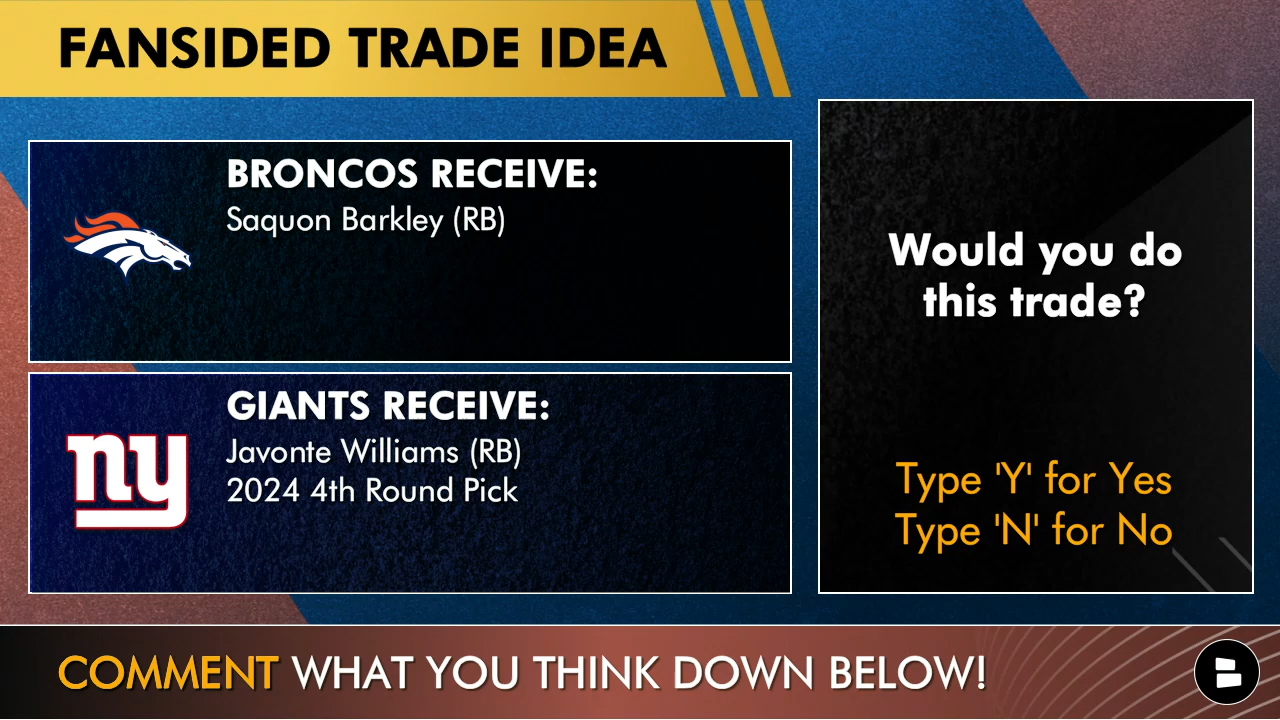 FANSIDED TRADE IDEA
BRONCOS RECEIVE:
Saquon Barkley (RB)
GIANTS RECEIVE:
Javonte Williams (RB)
2024 4th Round Pick
ny
Would you do
this trade?
Type 'Y' for Yes
Type 'N' for No
COMMENT WHAT YOU THINK DOWN BELOW!